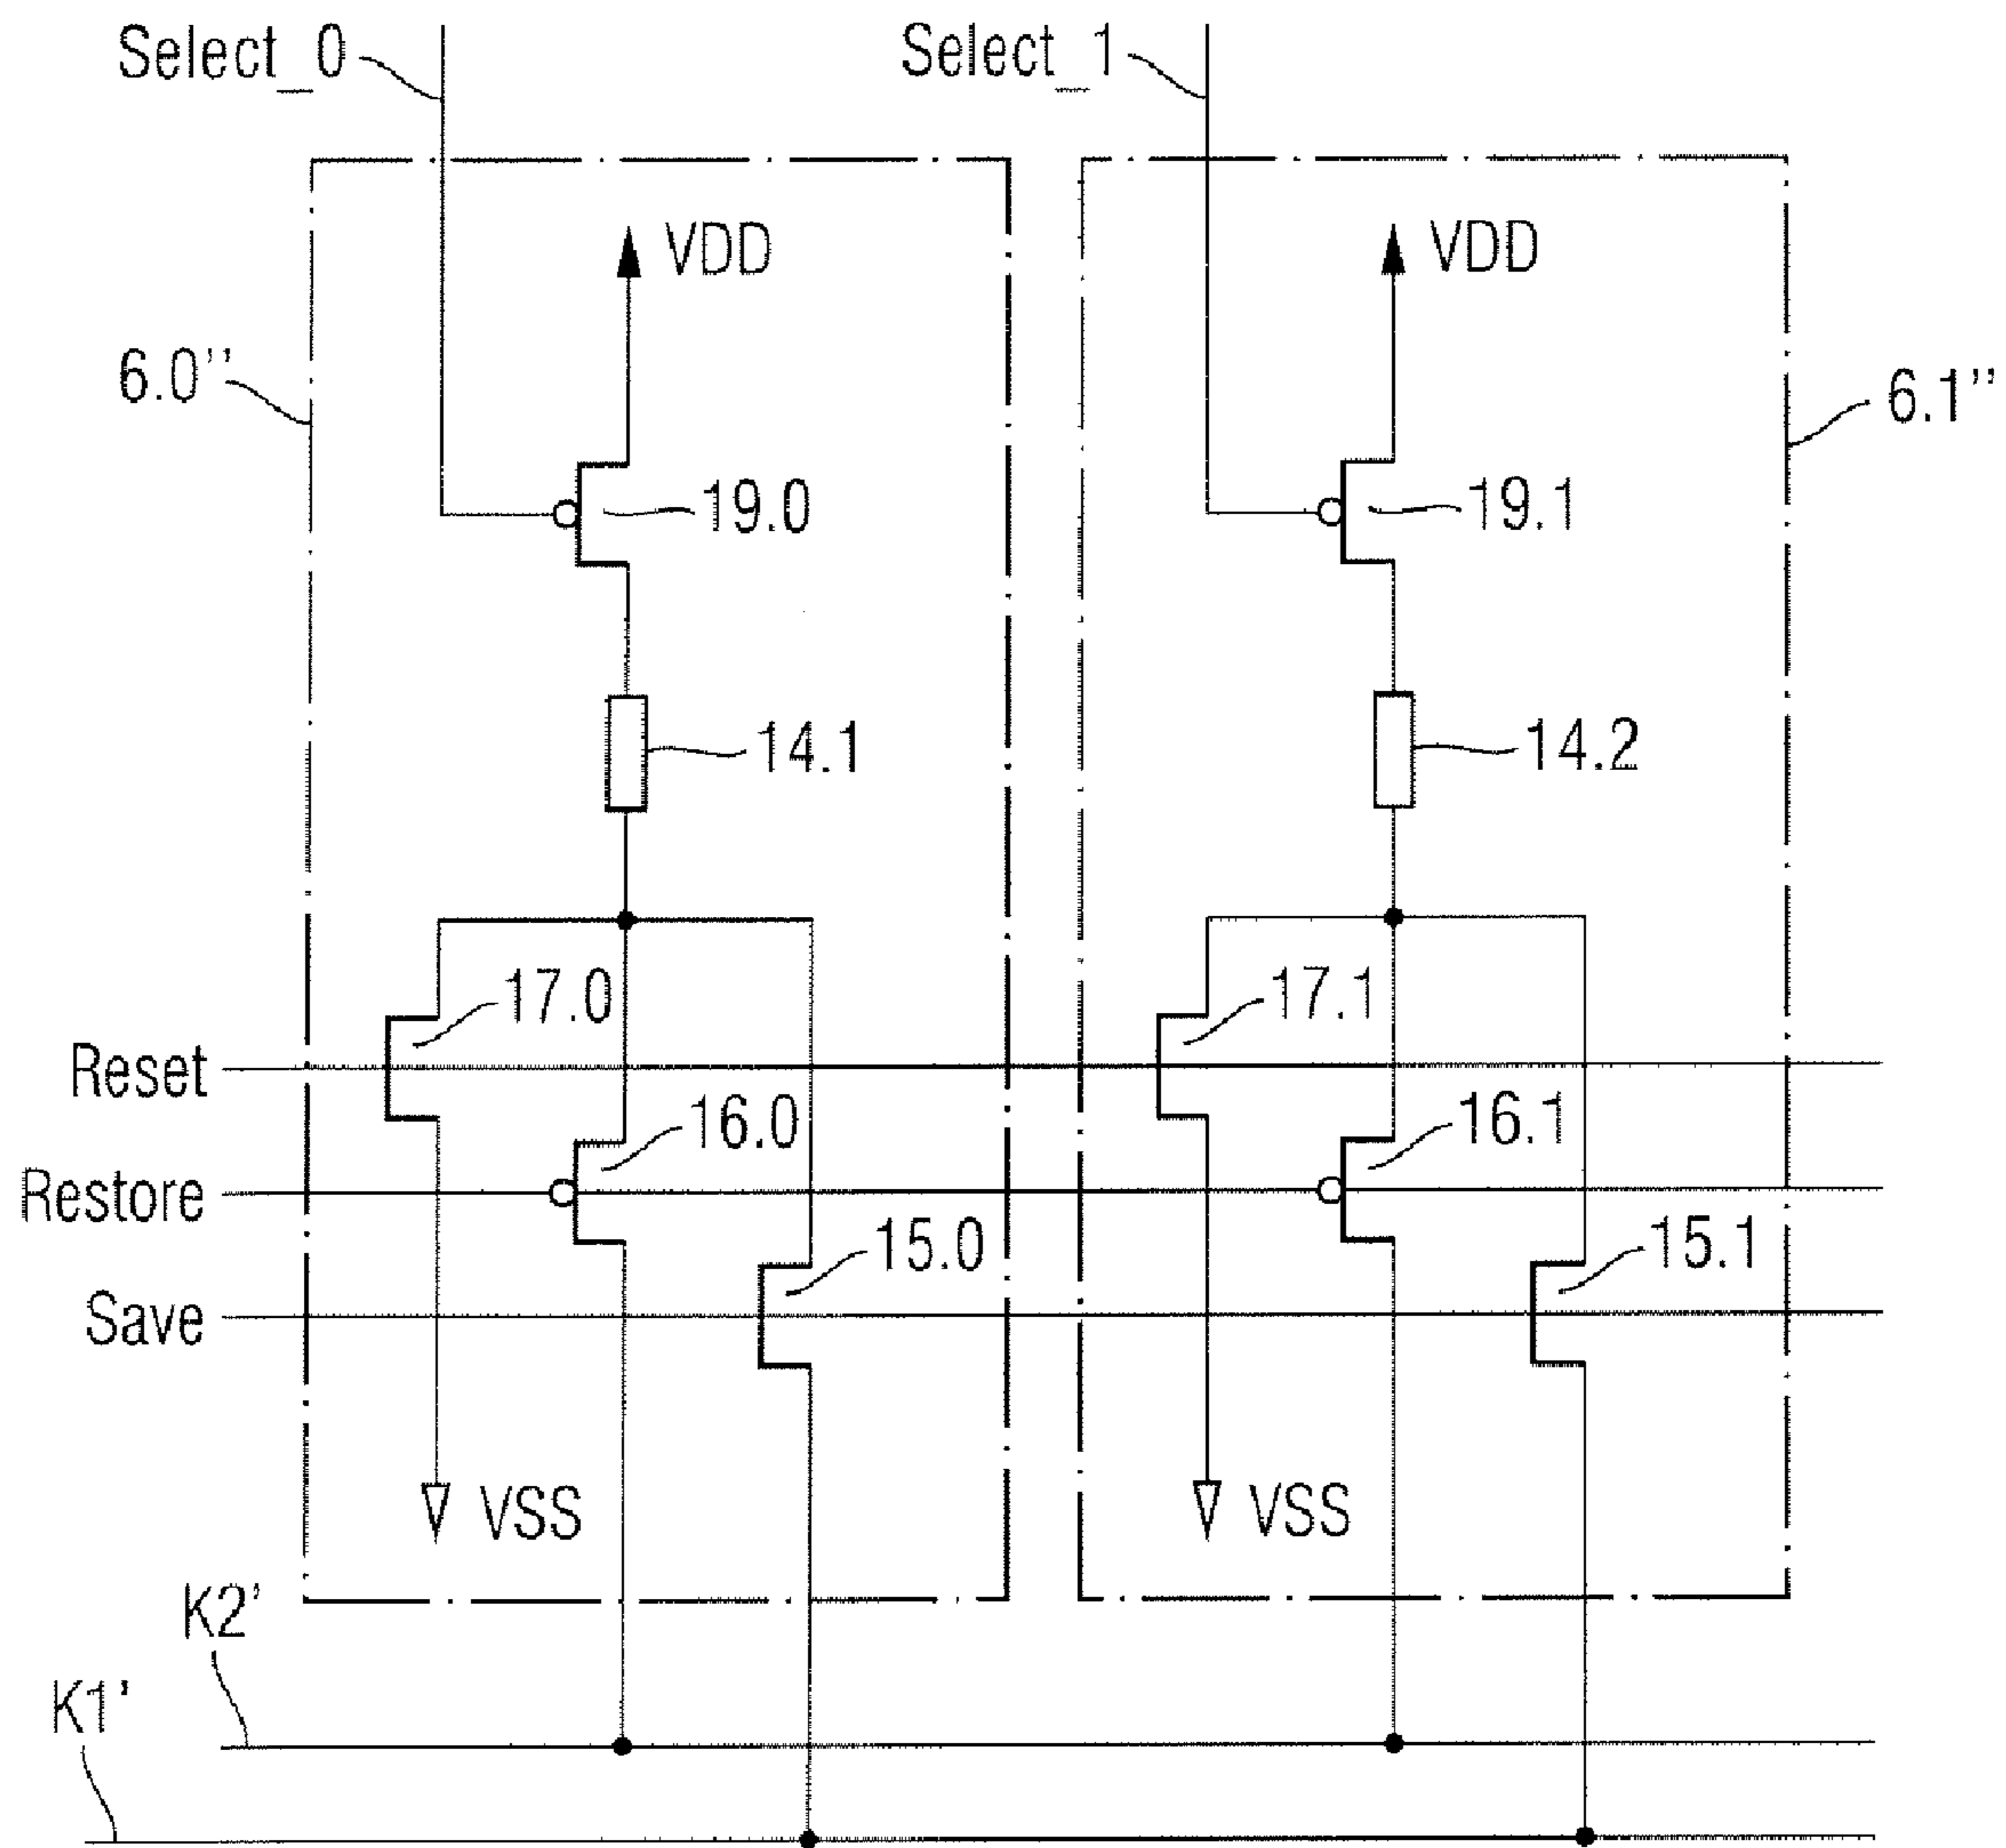 Select_0 Select_1
VDD VDD
6.0’’ 6.1’’
19.0 19.1
14.1 14.2
17.0 17.1
Reset
16.0 16.1
Restore
15.0 15.1
Save
VSS VSS
K2’
K1’